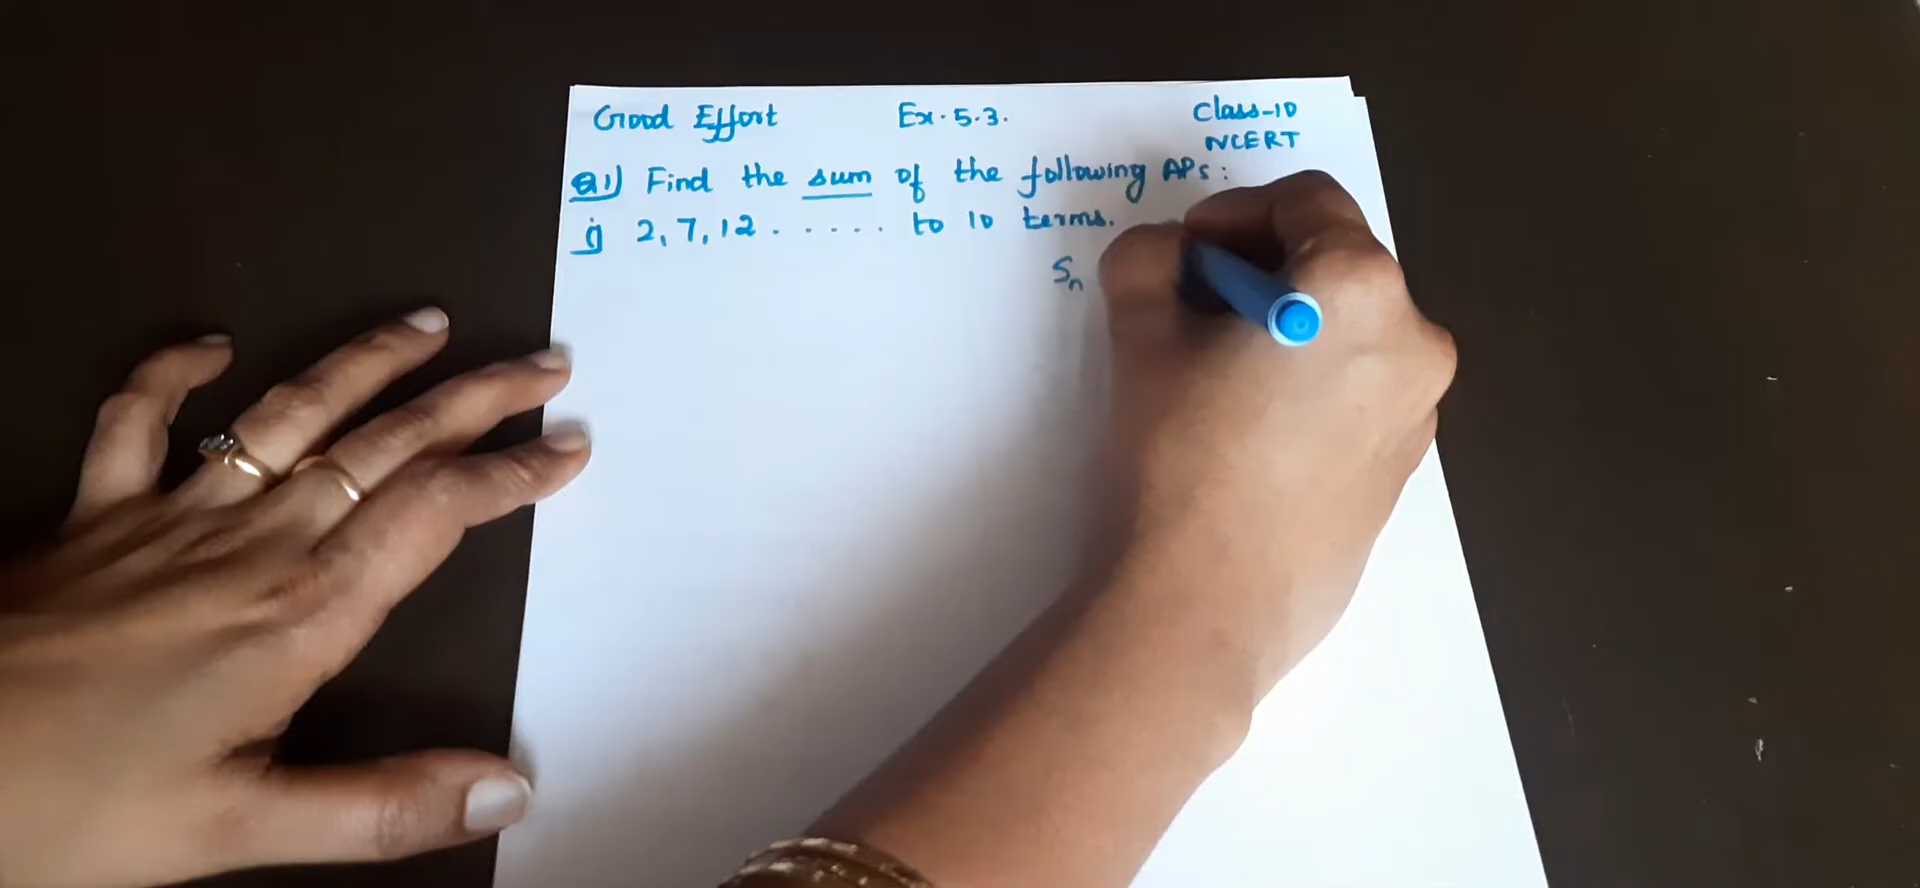 Good Effort Ex. 5.3. Class-10
NCERT
Q1) Find the sum of the following APs:
i) 2, 7, 12 ...... to 10 terms.
Sn